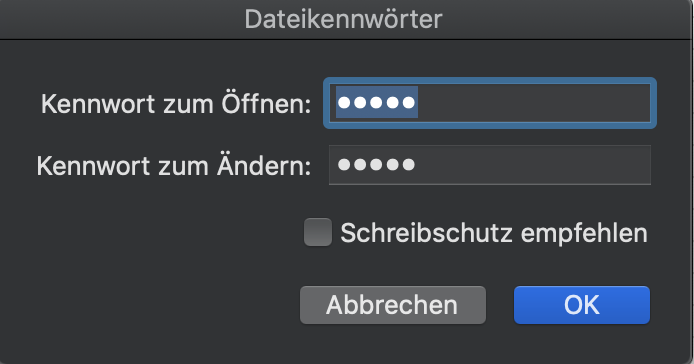 Dateikennwörter
Kennwort zum Öffnen: •••••
Kennwort zum Ändern: •••••
Schreibschutz empfehlen
Abbrechen OK